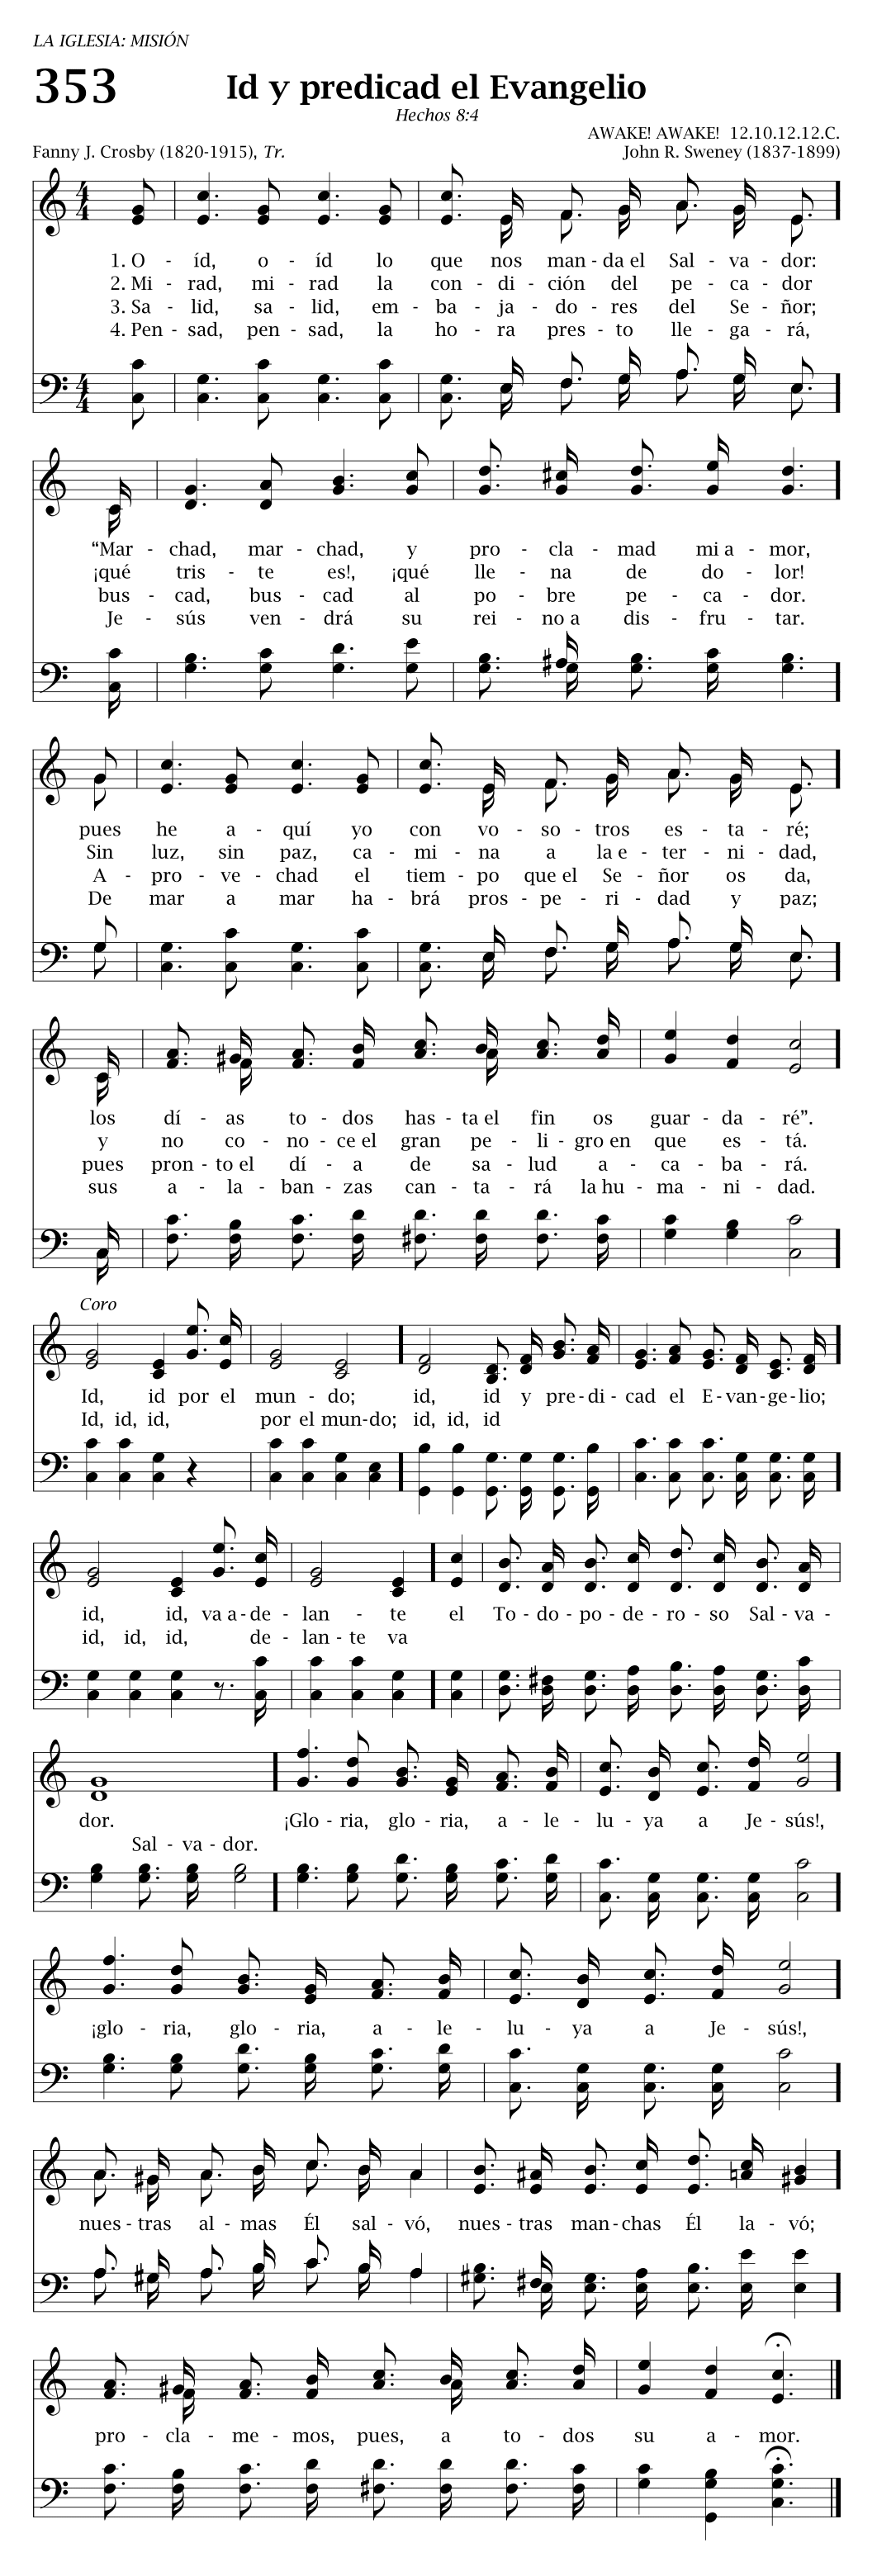 LA IGLESIA: MISIÓN
353
Id y predicad el Evangelio
Hechos 8:4
AWAKE! AWAKE!  12.10.12.12.C.
Fanny J. Crosby (1820-1915), Tr.
John R. Sweney (1837-1899)
1. O - íd, o - íd lo que nos man - da el Sal - va - dor:
2. Mi - rad, mi - rad la con - di - ción del pe - ca - dor
3. Sa - lid, sa - lid, em - ba - ja - do - res del Se - ñor;
4. Pen - sad, pen - sad, la ho - ra pres - to lle - ga - rá,
“Mar - chad, mar - chad, y pro - cla - mad mi a - mor,
¡qué tris - te es!, ¡qué lle - na de do - lor!
bus - cad, bus - cad al po - bre pe - ca - dor.
Je - sús ven - drá su rei - no a dis - fru - tar.
pues he a - quí yo con vo - so - tros es - ta - ré;
Sin luz, sin paz, ca - mi - na a la e - ter - ni - dad,
A - pro - ve - chad el tiem - po que el Se - ñor os da,
De mar a mar ha - brá pros - pe - ri - dad y paz;
los dí - as to - dos has - ta el fin os guar - da - ré”.
y no co - no - ce el gran pe - li - gro en que es - tá.
pues pron - to el dí - a de sa - lud a - ca - ba - rá.
sus a - la - ban - zas can - ta - rá la hu - ma - ni - dad.
Coro
Id, id por el mun - do; id, id y pre - di - cad el E - van - ge - lio;
Id, id, id, por el mun - do; id, id, id
id, id, va a - de - lan - te el To - do - po - de - ro - so Sal - va -
id, id, id, de - lan - te va
dor. ¡Glo - ria, glo - ria, a - le - lu - ya a Je - sús!,
Sal - va - dor.
¡glo - ria, glo - ria, a - le - lu - ya a Je - sús!,
nues - tras al - mas Él sal - vó, nues - tras man - chas Él la - vó;
pro - cla - me - mos, pues, a to - dos su a - mor.